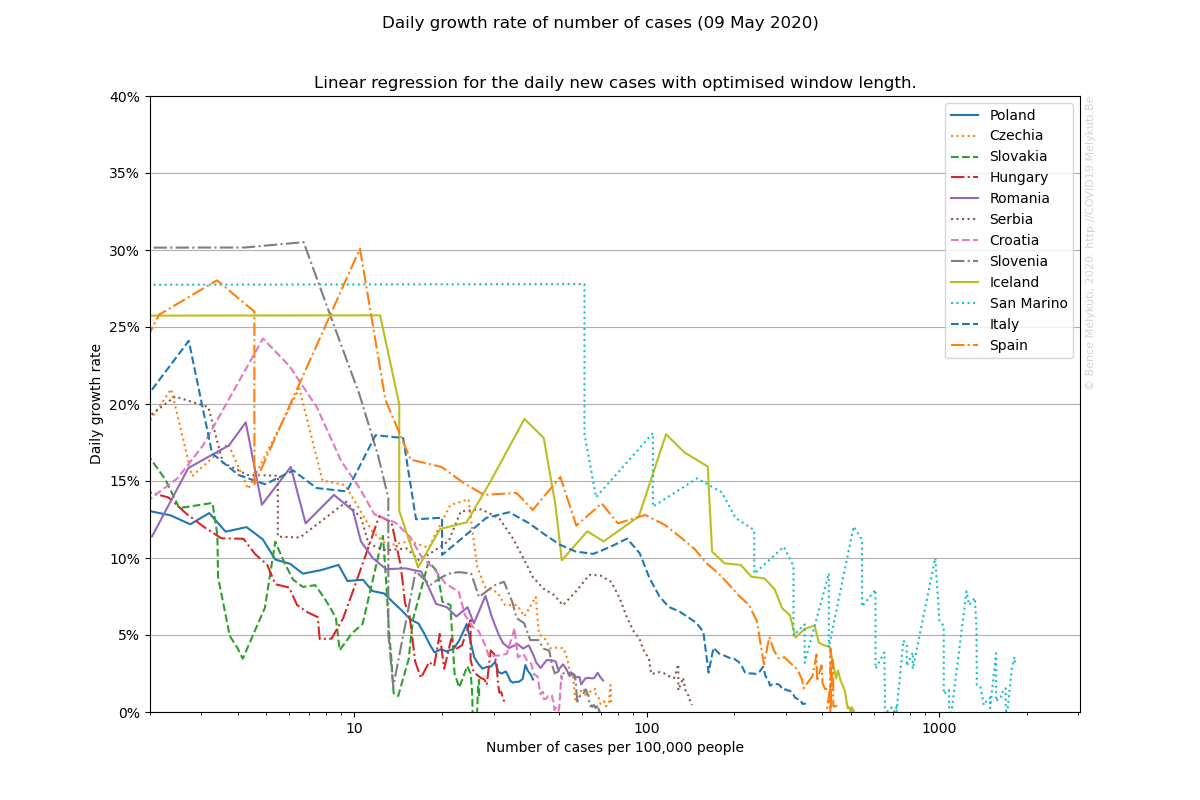 Daily growth rate of number of cases (09 May 2020)
Linear regression for the daily new cases with optimised window length.
40%
35%
30%
25%
20%
15%
10%
5%
0%
Daily growth rate
10
100
1000
Number of cases per 100,000 people
Poland
Czechia
Slovakia
Hungary
Romania
Serbia
Croatia
Slovenia
Iceland
San Marino
Italy
Spain
© Bence Mélykúti, 2020. http://COVID19.Melykuti.Be